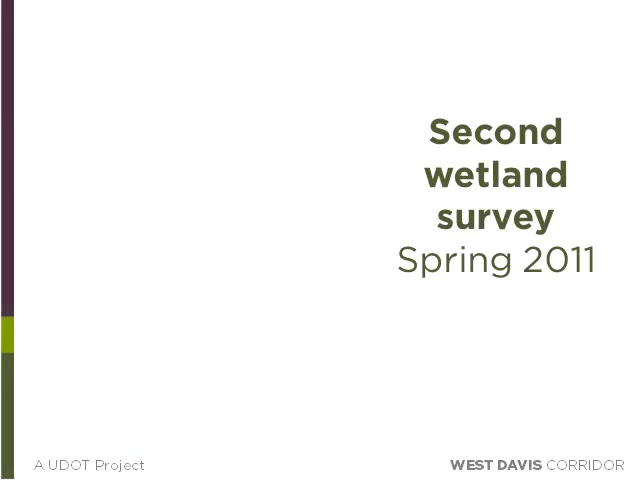 Second
wetland
survey
Spring 2011
A UDOT Project
WEST DAVIS CORRIDOR